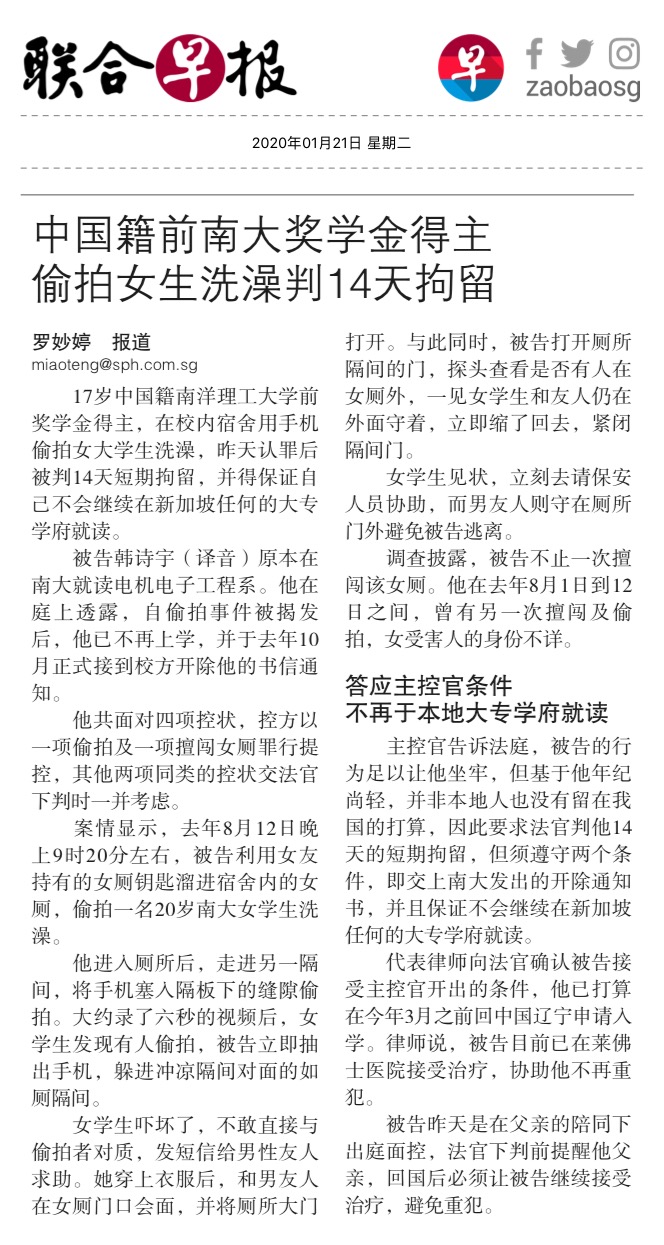 联合早报
早
zaobaosg
2020年01月21日 星期二
中国籍前南大奖学金得主
偷拍女生洗澡判14天拘留
罗妙婷 报道
miaoteng@sph.com.sg
17岁中国籍南洋理工大学前
奖学金得主，在校内宿舍用手机
偷拍女大学生洗澡，昨天认罪后
被判14天短期拘留，并得保证自
己不会继续在新加坡任何的大专
学府就读。
被告韩诗宇（译音）原本在
南大就读电机电子工程系。他在
庭上透露，自偷拍事件被揭发
后，他已不再上学，并于去年10
月正式接到校方开除他的书信通
知。
他共面对四项控状，控方以
一项偷拍及一项擅闯女厕罪行提
控，其他两项同类的控状交法官
下判时一并考虑。
案情显示，去年8月12日晚
上9时20分左右，被告利用女友
持有的女厕钥匙溜进宿舍内的女
厕，偷拍一名20岁南大女学生洗
澡。
他进入厕所后，走进另一隔
间，将手机塞入隔板下的缝隙偷
拍。大约录了六秒的视频后，女
学生发现有人偷拍，被告立即抽
出手机，躲进冲凉隔间对面的如
厕隔间。
女学生吓坏了，不敢直接与
偷拍者对质，发短信给男性友人
求助。她穿上衣服后，和男友人
在女厕门口会面，并将厕所大门
打开。与此同时，被告打开厕所
隔间的门，探头查看是否有人在
女厕外，一见女学生和友人仍在
外面守着，立即缩了回去，紧闭
隔间门。
女学生见状，立刻去请保安
人员协助，而男友人则守在厕所
门外避免被告逃离。
调查披露，被告不止一次擅
闯该女厕。他在去年8月1日到12
日之间，曾有另一次擅闯及偷
拍，女受害人的身份不详。
答应主控官条件
不再于本地大专学府就读
主控官告诉法庭，被告的行
为足以让他坐牢，但基于他年纪
尚轻，并非本地人也没有留在我
国的打算，因此要求法官判他14
天的短期拘留，但须遵守两个条
件，即交上南大发出的开除通知
书，并且保证不会继续在新加坡
任何的大专学府就读。
代表律师向法官确认被告接
受主控官开出的条件，他已打算
在今年3月之前回中国辽宁申请入
学。律师说，被告目前已在莱佛
士医院接受治疗，协助他不再重
犯。
被告昨天是在父亲的陪同下
出庭面控，法官下判前提醒他父
亲，回国后必须让被告继续接受
治疗，避免重犯。